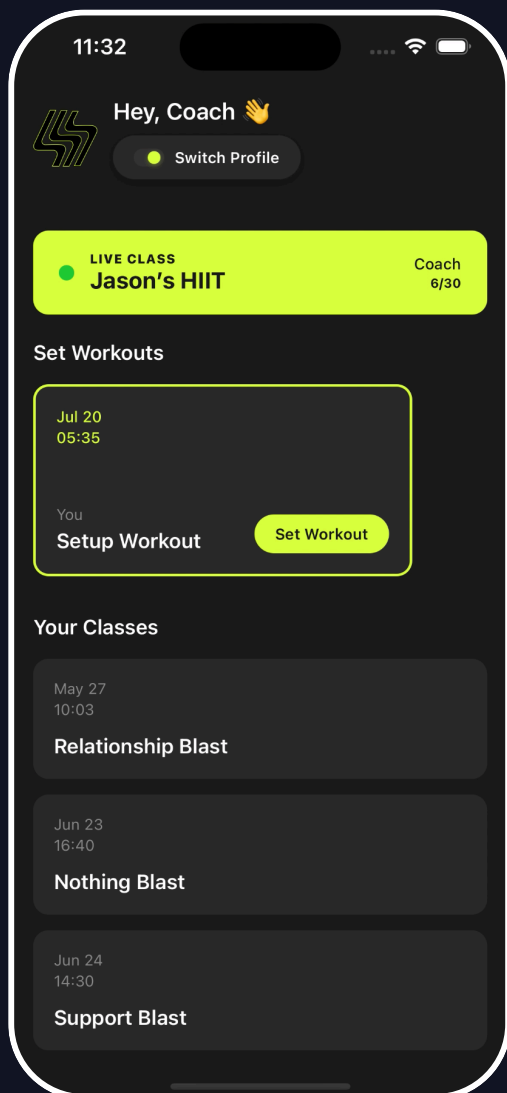 11:32
Hey, Coach 👋
Switch Profile
LIVE CLASS
Jason’s HIIT
Coach
6/30
Set Workouts
Jul 20
05:35
You
Setup Workout
Set Workout
Your Classes
May 27
10:03
Relationship Blast
Jun 23
16:40
Nothing Blast
Jun 24
14:30
Support Blast